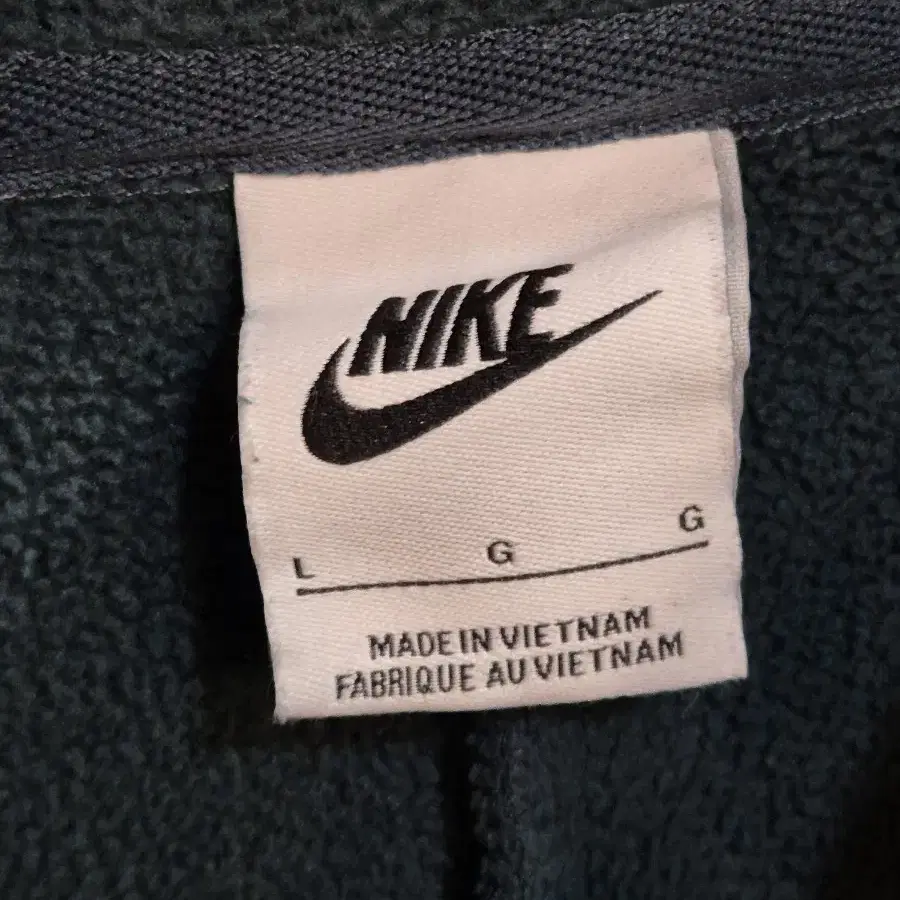 NIKE
L G G
MADE IN VIETNAM
FABRIQUE AU VIETNAM